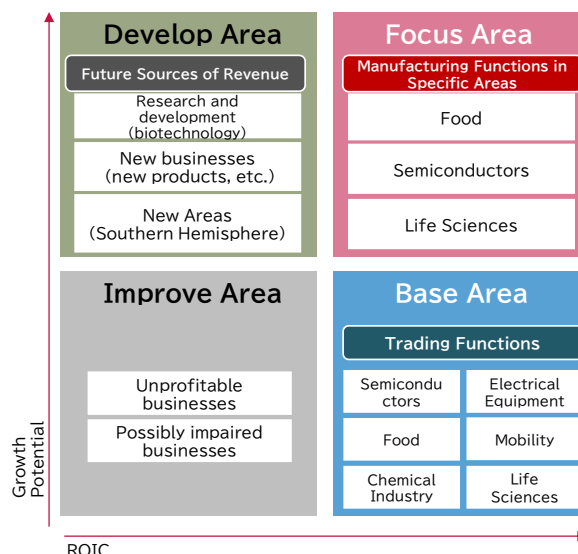 Develop Area
Future Sources of Revenue
Research and
development
(biotechnology)
New businesses
(new products, etc.)
New Areas
(Southern Hemisphere)
Focus Area
Manufacturing Functions in
Specific Areas
Food
Semiconductors
Life Sciences
Improve Area
Unprofitable
businesses
Possibly impaired
businesses
Base Area
Trading Functions
Semicondu
ctors
Electrical
Equipment
Food
Mobility
Chemical
Industry
Life
Sciences
Growth
Potential
ROIC